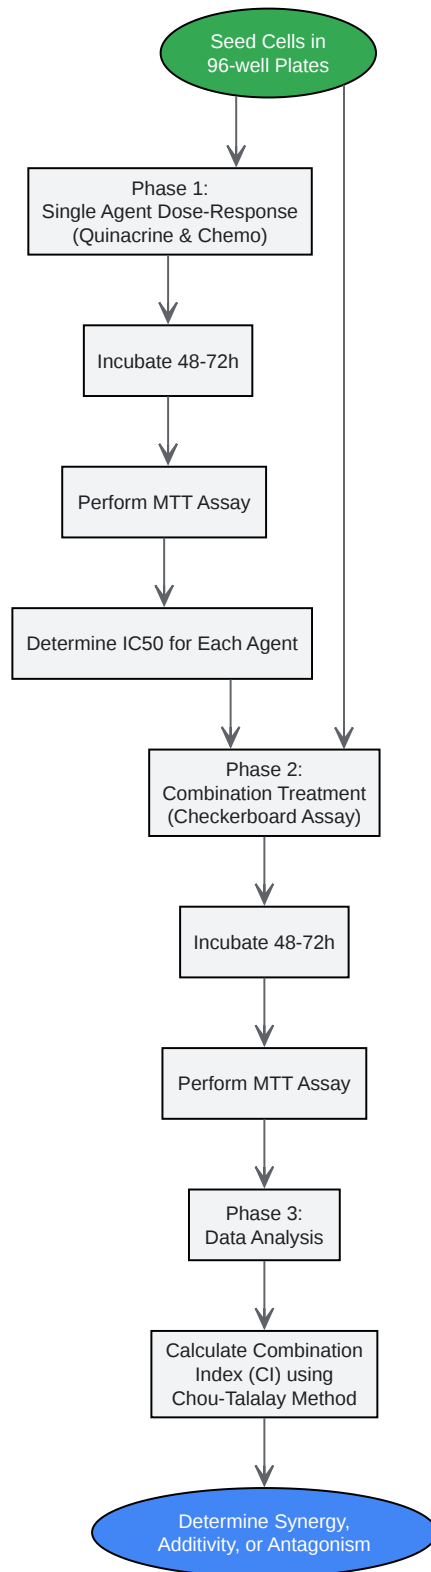 Seed Cells in
96-well Plates
Phase 1:
Single Agent Dose-Response
(Quinacrine & Chemo)
Incubate 48-72h
Perform MTT Assay
Determine IC50 for Each Agent
Phase 2:
Combination Treatment
(Checkerboard Assay)
Incubate 48-72h
Perform MTT Assay
Phase 3:
Data Analysis
Calculate Combination
Index (CI) using
Chou-Talalay Method
Determine Synergy,
Additivity, or Antagonism